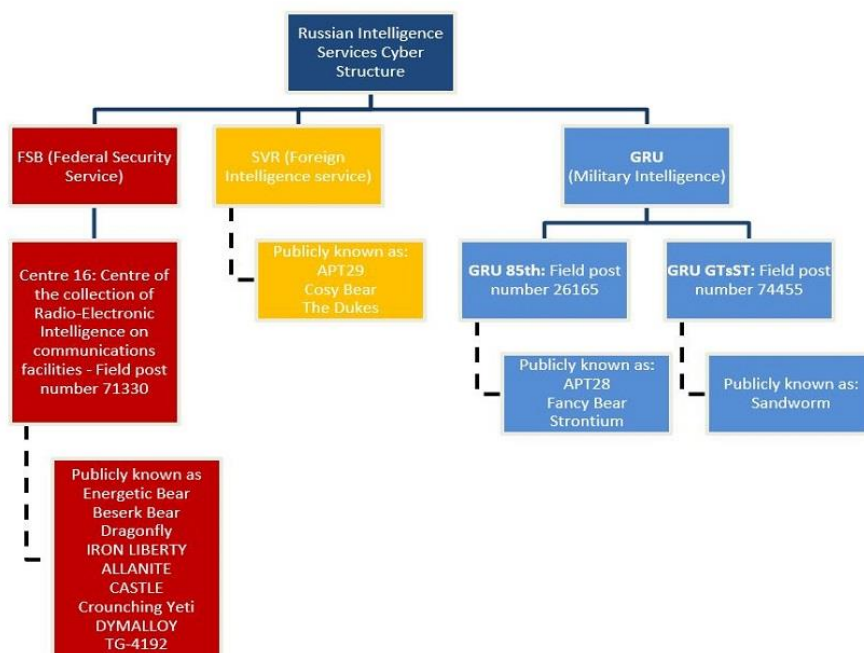 Russian Intelligence
Services Cyber
Structure
FSB (Federal Security
Service)
SVR (Foreign
Intelligence service)
GRU
(Military Intelligence)
Centre 16: Centre of
the collection of
Radio-Electronic
Intelligence on
communications
facilities - Field post
number 71330
Publicly known as:
APT29
Cosy Bear
The Dukes
GRU 85th: Field post
number 26165
GRU GTsST: Field post
number 74455
Publicly known as:
APT28
Fancy Bear
Strontium
Publicly known as:
Sandworm
Publicly known as
Energetic Bear
Beserk Bear
Dragonfly
IRON LIBERTY
ALLANITE
CASTLE
Crounching Yeti
DYMALLOY
TG-4192